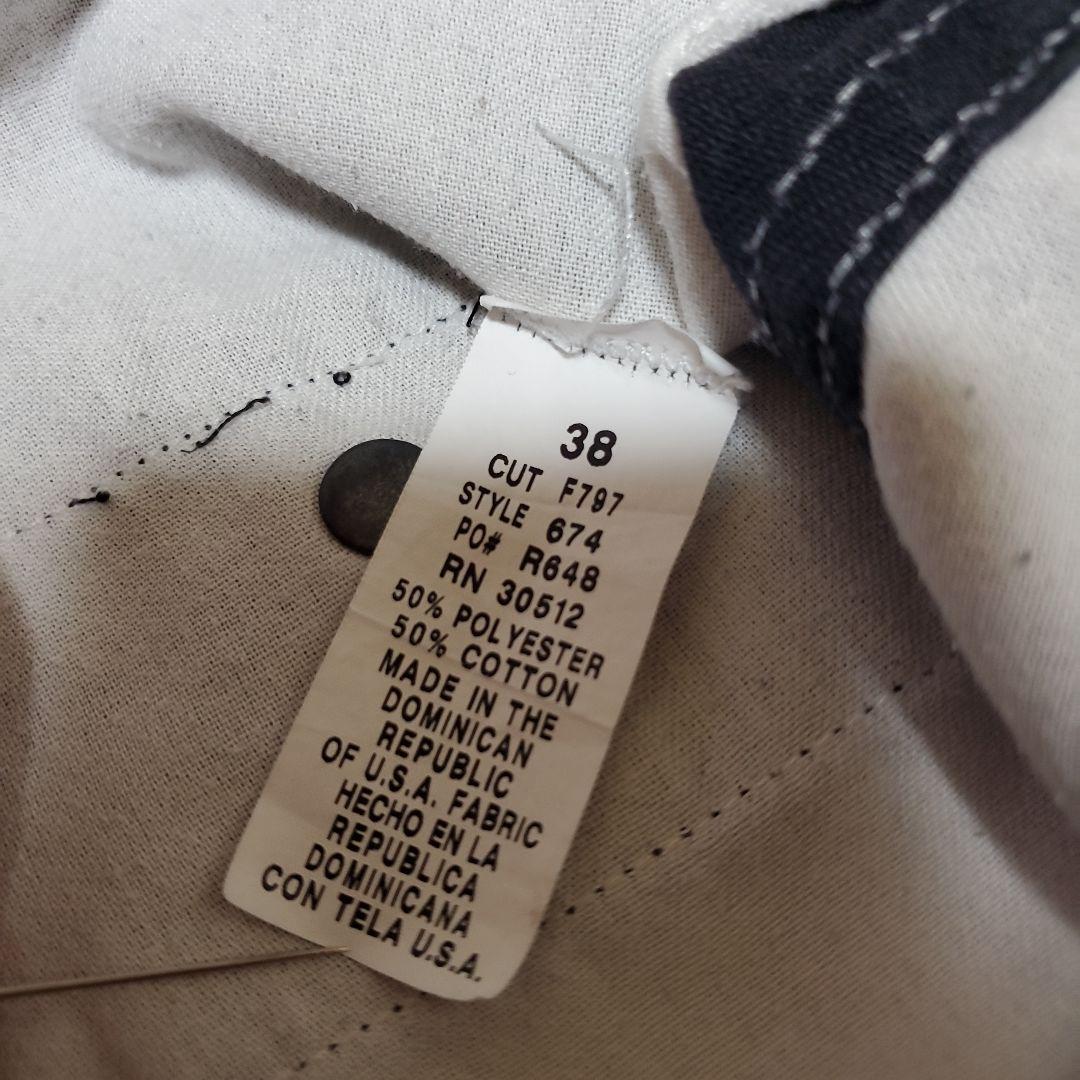 38
CUT F797
STYLE 674
PO# R648
RN 30512
50% POLYESTER
50% COTTON
MADE IN THE
DOMINICAN
REPUBLIC
OF U.S.A. FABRIC
HECHO EN LA
REPUBLICA
DOMINICANA
CON TELA U.S.A.